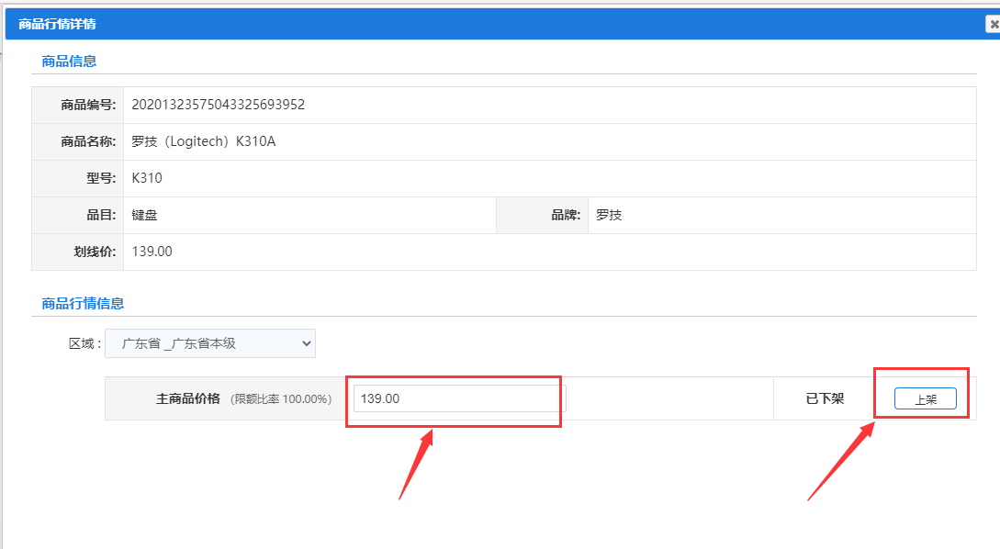 商品行情详情
商品信息
商品编号: 20201323575043325693952
商品名称: 罗技（Logitech）K310A
型号: K310
品目: 键盘 品牌: 罗技
划线价: 139.00
商品行情信息
区域 : 广东省 _广东省本级
主商品价格 (限额比率 100.00%) 139.00 已下架 上架